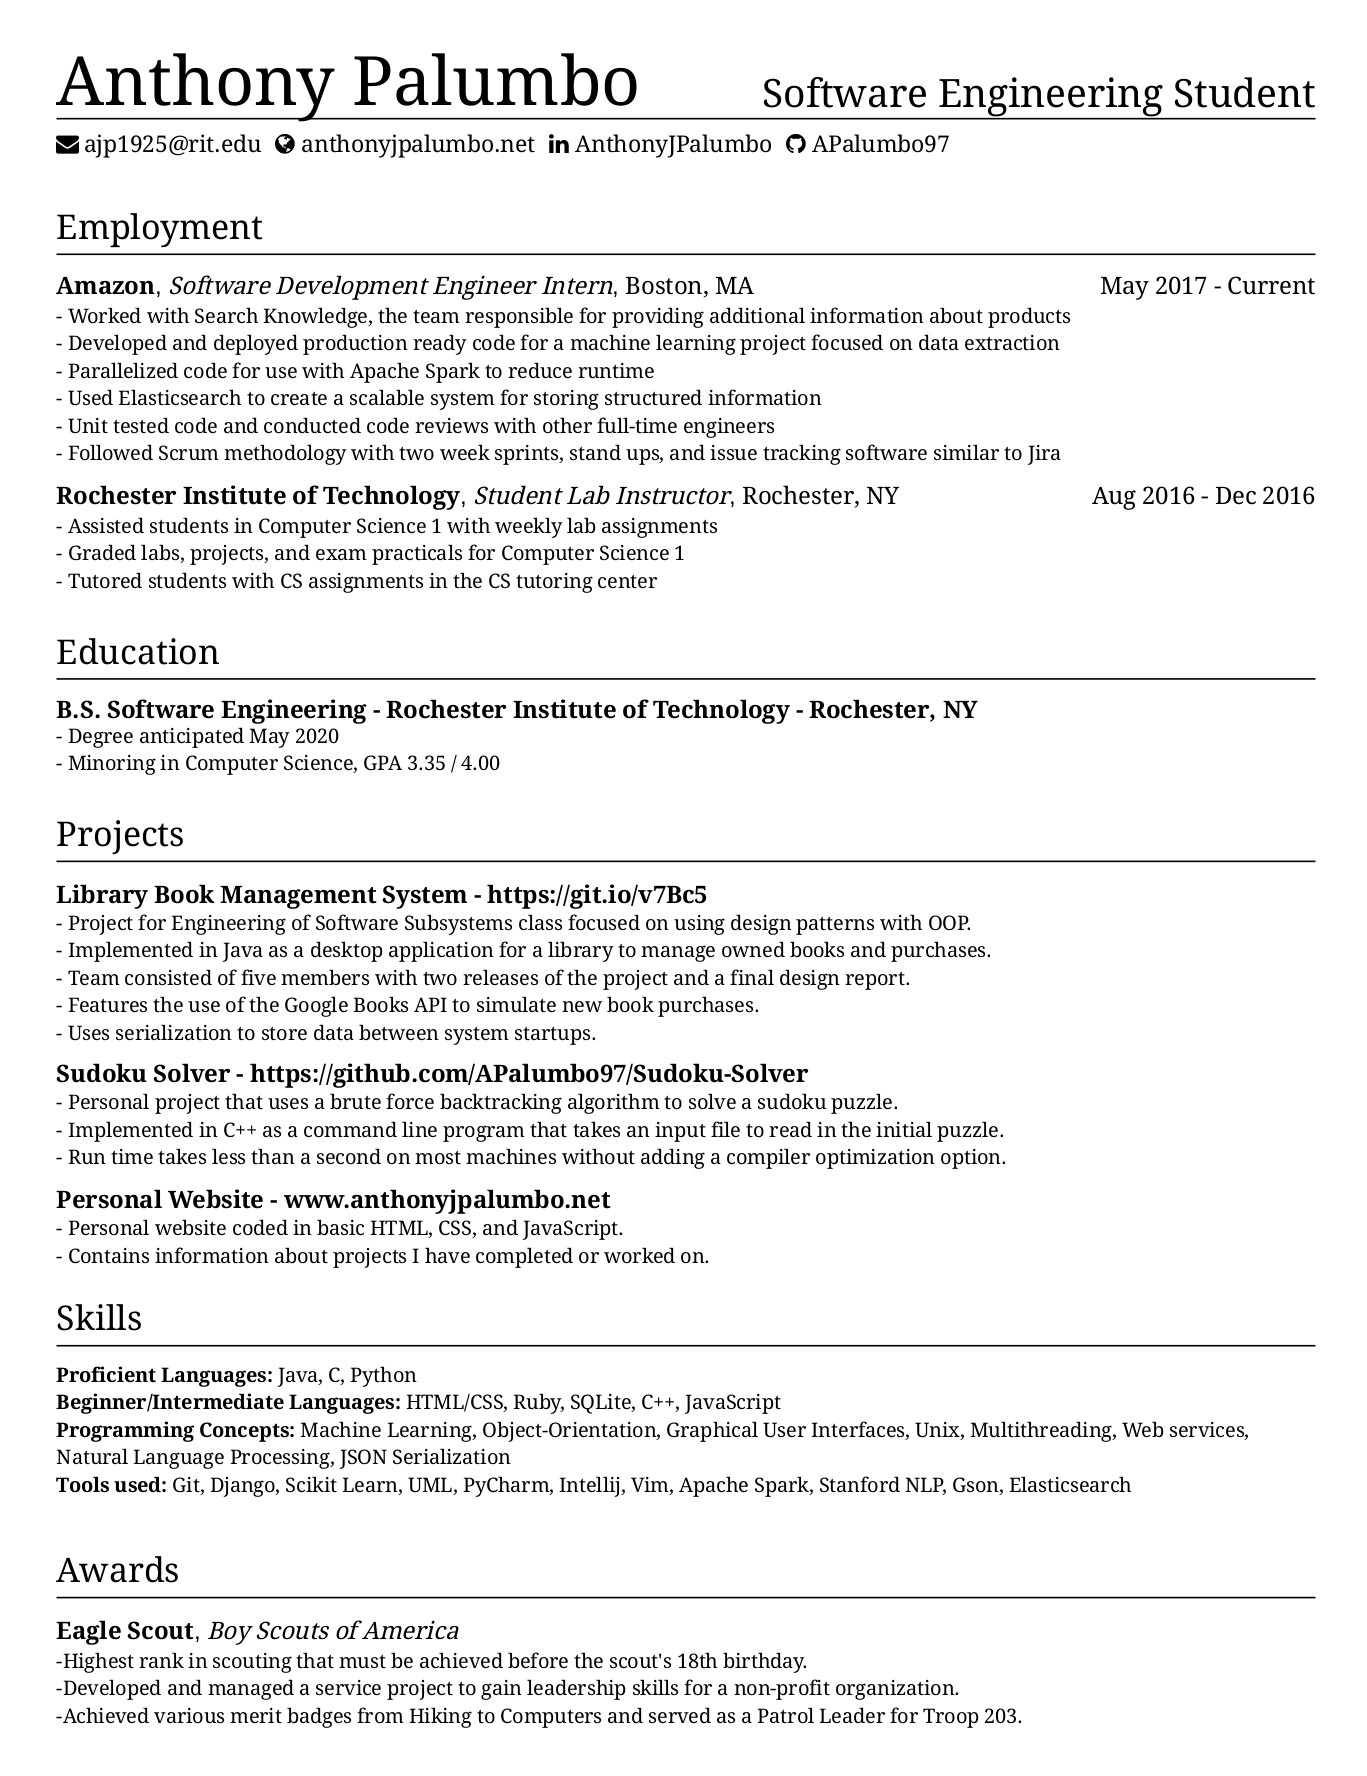 Anthony Palumbo Software Engineering Student
ajp1925@rit.edu anthonyjpalumbo.net AnthonyJPalumbo APalumbo97
Employment
Amazon, Software Development Engineer Intern, Boston, MA May 2017 - Current
- Worked with Search Knowledge, the team responsible for providing additional information about products
- Developed and deployed production ready code for a machine learning project focused on data extraction
- Parallelized code for use with Apache Spark to reduce runtime
- Used Elasticsearch to create a scalable system for storing structured information
- Unit tested code and conducted code reviews with other full-time engineers
- Followed Scrum methodology with two week sprints, stand ups, and issue tracking software similar to Jira
Rochester Institute of Technology, Student Lab Instructor, Rochester, NY Aug 2016 - Dec 2016
- Assisted students in Computer Science 1 with weekly lab assignments
- Graded labs, projects, and exam practicals for Computer Science 1
- Tutored students with CS assignments in the CS tutoring center
Education
B.S. Software Engineering - Rochester Institute of Technology - Rochester, NY
- Degree anticipated May 2020
- Minoring in Computer Science, GPA 3.35 / 4.00
Projects
Library Book Management System - https://git.io/v7Bc5
- Project for Engineering of Software Subsystems class focused on using design patterns with OOP.
- Implemented in Java as a desktop application for a library to manage owned books and purchases.
- Team consisted of five members with two releases of the project and a final design report.
- Features the use of the Google Books API to simulate new book purchases.
- Uses serialization to store data between system startups.
Sudoku Solver - https://github.com/APalumbo97/Sudoku-Solver
- Personal project that uses a brute force backtracking algorithm to solve a sudoku puzzle.
- Implemented in C++ as a command line program that takes an input file to read in the initial puzzle.
- Run time takes less than a second on most machines without adding a compiler optimization option.
Personal Website - www.anthonyjpalumbo.net
- Personal website coded in basic HTML, CSS, and JavaScript.
- Contains information about projects I have completed or worked on.
Skills
Proficient Languages: Java, C, Python
Beginner/Intermediate Languages: HTML/CSS, Ruby, SQLite, C++, JavaScript
Programming Concepts: Machine Learning, Object-Orientation, Graphical User Interfaces, Unix, Multithreading, Web services,
Natural Language Processing, JSON Serialization
Tools used: Git, Django, Scikit Learn, UML, PyCharm, Intellij, Vim, Apache Spark, Stanford NLP, Gson, Elasticsearch
Awards
Eagle Scout, Boy Scouts of America
-Highest rank in scouting that must be achieved before the scout's 18th birthday.
-Developed and managed a service project to gain leadership skills for a non-profit organization.
-Achieved various merit badges from Hiking to Computers and served as a Patrol Leader for Troop 203.